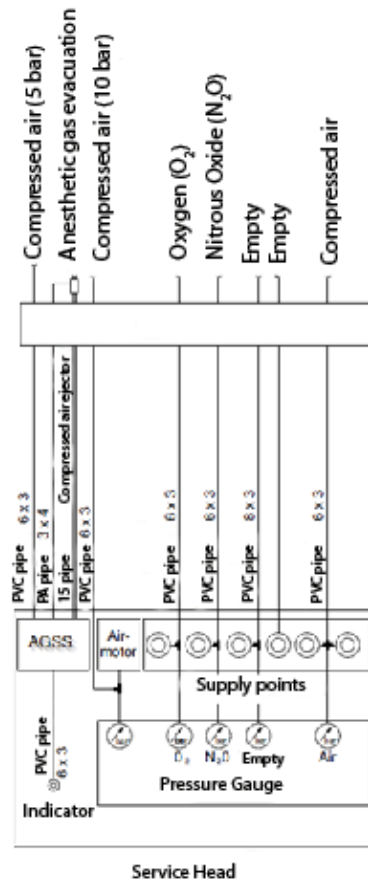 Compressed air (5 bar)
Anesthetic gas evacuation
Compressed air (10 bar)
Oxygen (O₂)
Nitrous Oxide (N₂O)
Empty
Empty
Compressed air
PVC pipe 6 x 3
PA pipe 3 x 4
15 pipe
Compressed air ejector
PVC pipe 6 x 3
PVC pipe 6 x 3
PVC pipe 6 x 3
PVC pipe 8 x 3
PVC pipe 6 x 3
AGSS
Air-
motor
Supply points
PVC pipe
6 x 3
Indicator
O₂
N₂O
Empty
Air
Pressure Gauge
Service Head